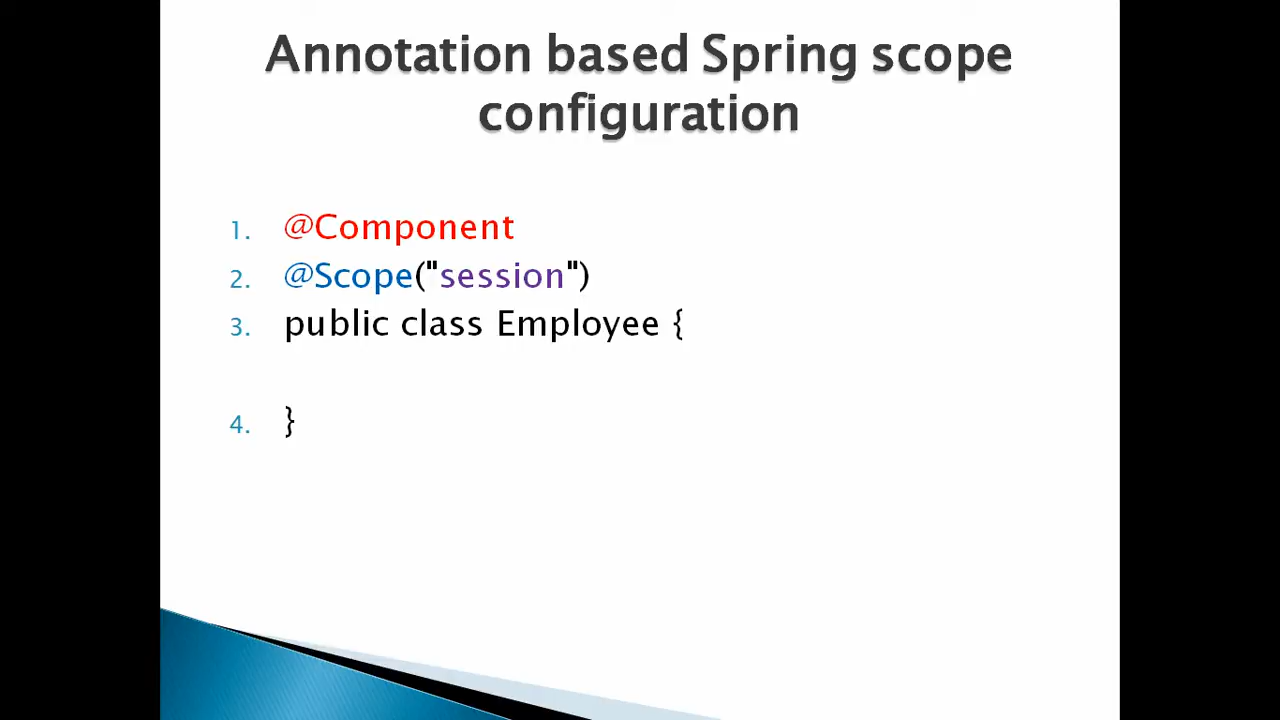 Annotation based Spring scope
configuration
1. @Component
2. @Scope("session")
3. public class Employee {
4. }